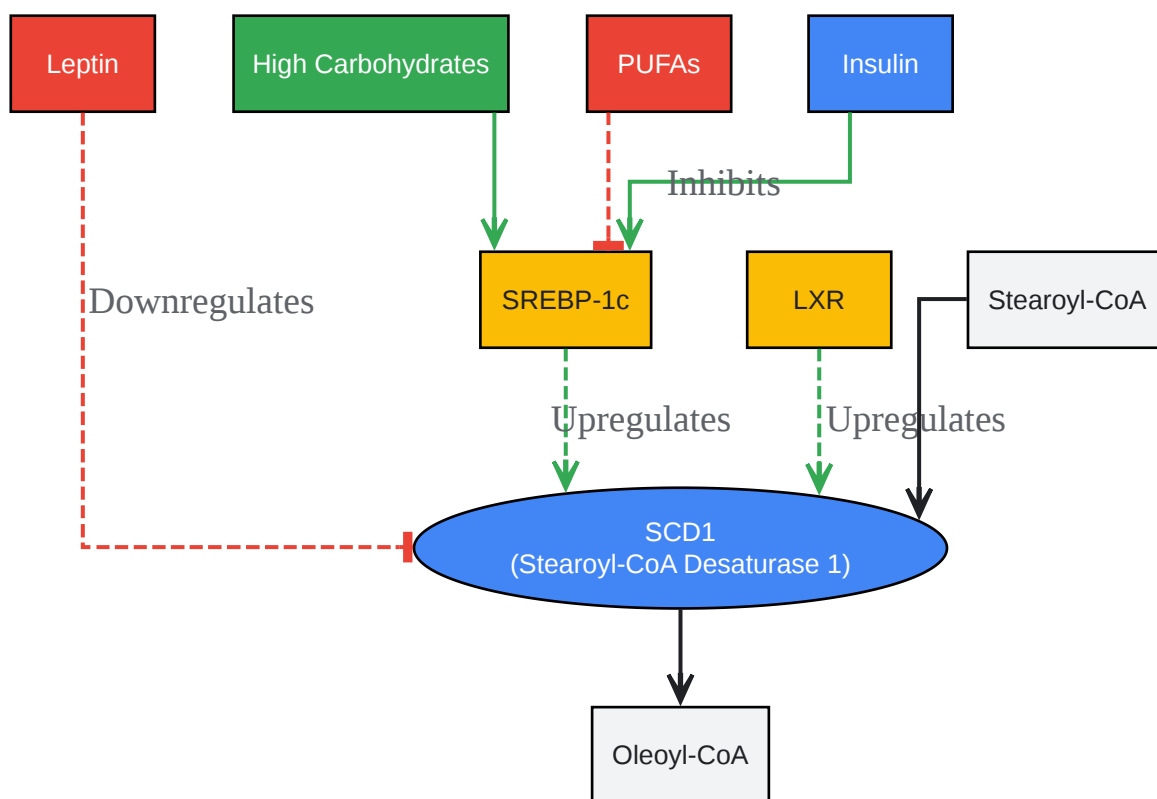 Leptin
High Carbohydrates
PUFAs
Insulin
Inhibits
Downregulates
SREBP-1c
LXR
Stearoyl-CoA
Upregulates
Upregulates
SCD1
(Stearoyl-CoA Desaturase 1)
Oleoyl-CoA